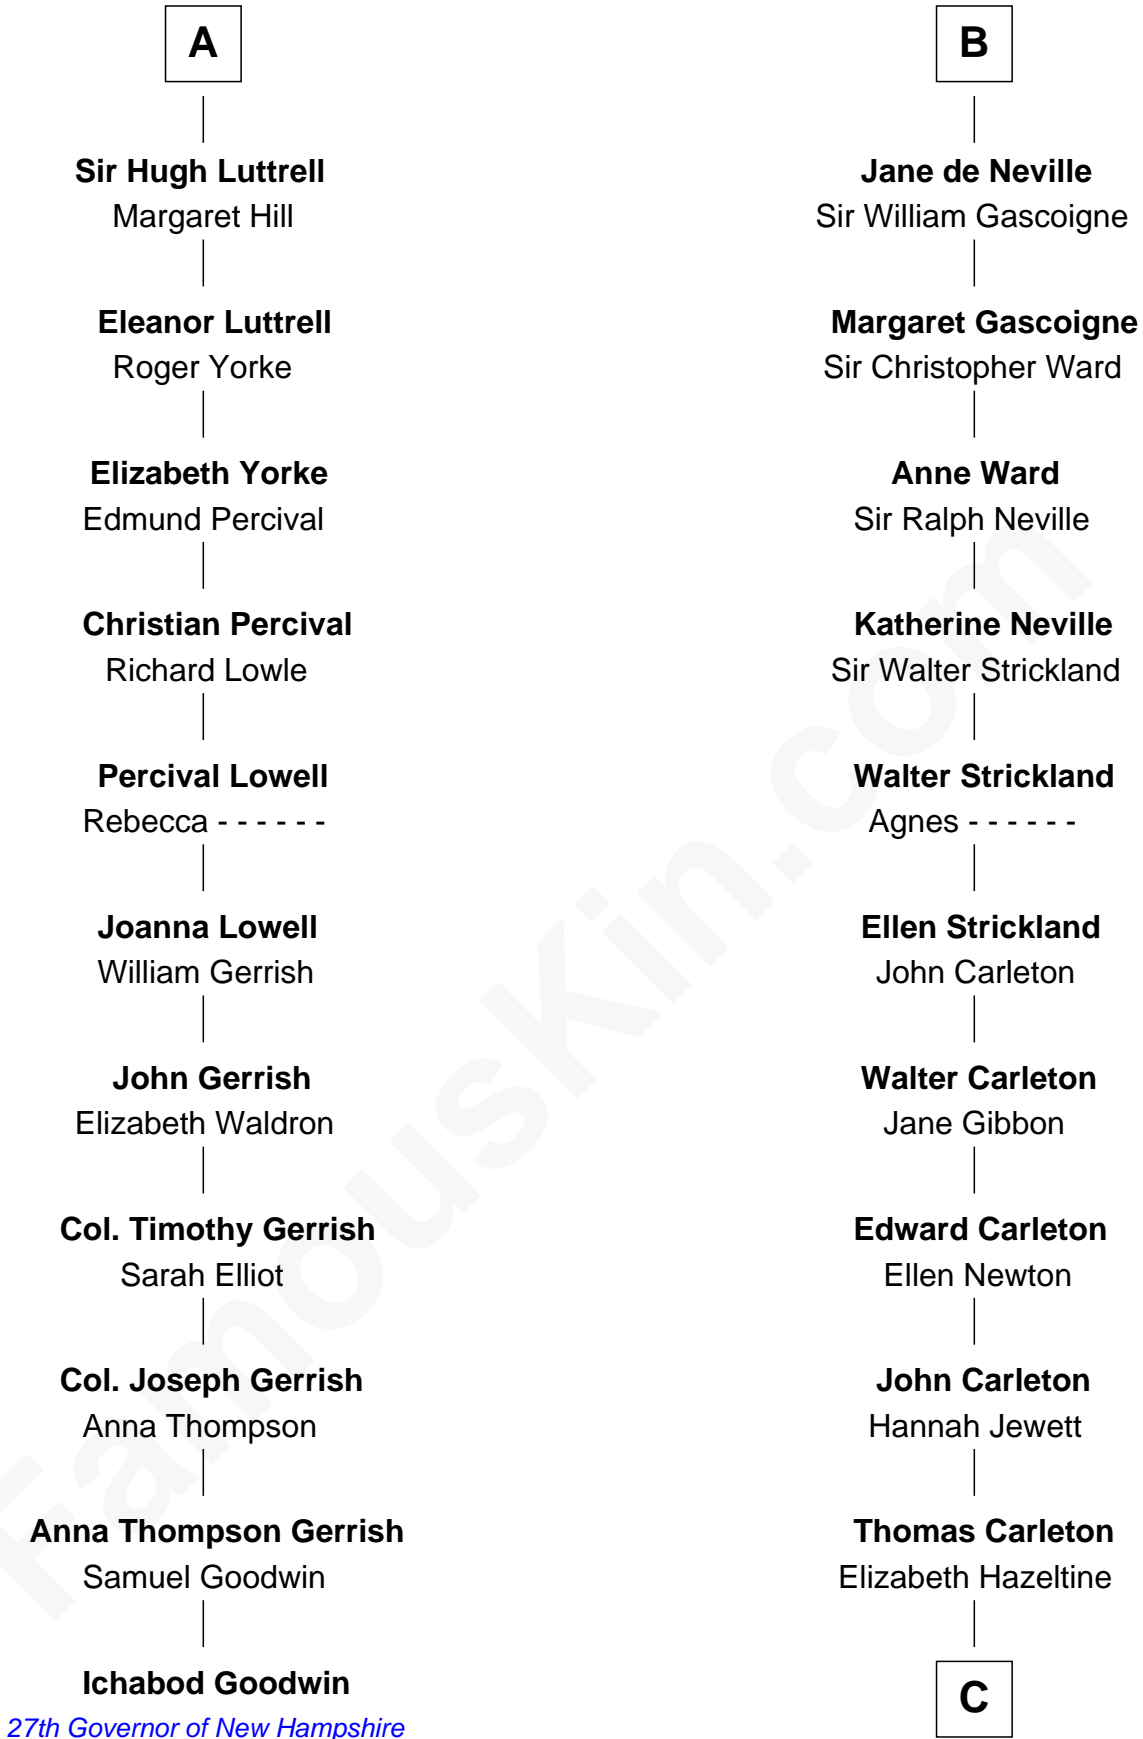 A
Sir Hugh Luttrell
Margaret Hill
Eleanor Luttrell
Roger Yorke
Elizabeth Yorke
Edmund Percival
Christian Percival
Richard Lowle
Percival Lowell
Rebecca - - - - - -
Joanna Lowell
William Gerrish
John Gerrish
Elizabeth Waldron
Col. Timothy Gerrish
Sarah Elliot
Col. Joseph Gerrish
Anna Thompson
Anna Thompson Gerrish
Samuel Goodwin
Ichabod Goodwin
27th Governor of New Hampshire
B
Jane de Neville
Sir William Gascoigne
Margaret Gascoigne
Sir Christopher Ward
Anne Ward
Sir Ralph Neville
Katherine Neville
Sir Walter Strickland
Walter Strickland
Agnes - - - - - -
Ellen Strickland
John Carleton
Walter Carleton
Jane Gibbon
Edward Carleton
Ellen Newton
John Carleton
Hannah Jewett
Thomas Carleton
Elizabeth Hazeltine
C
FamousKin.com